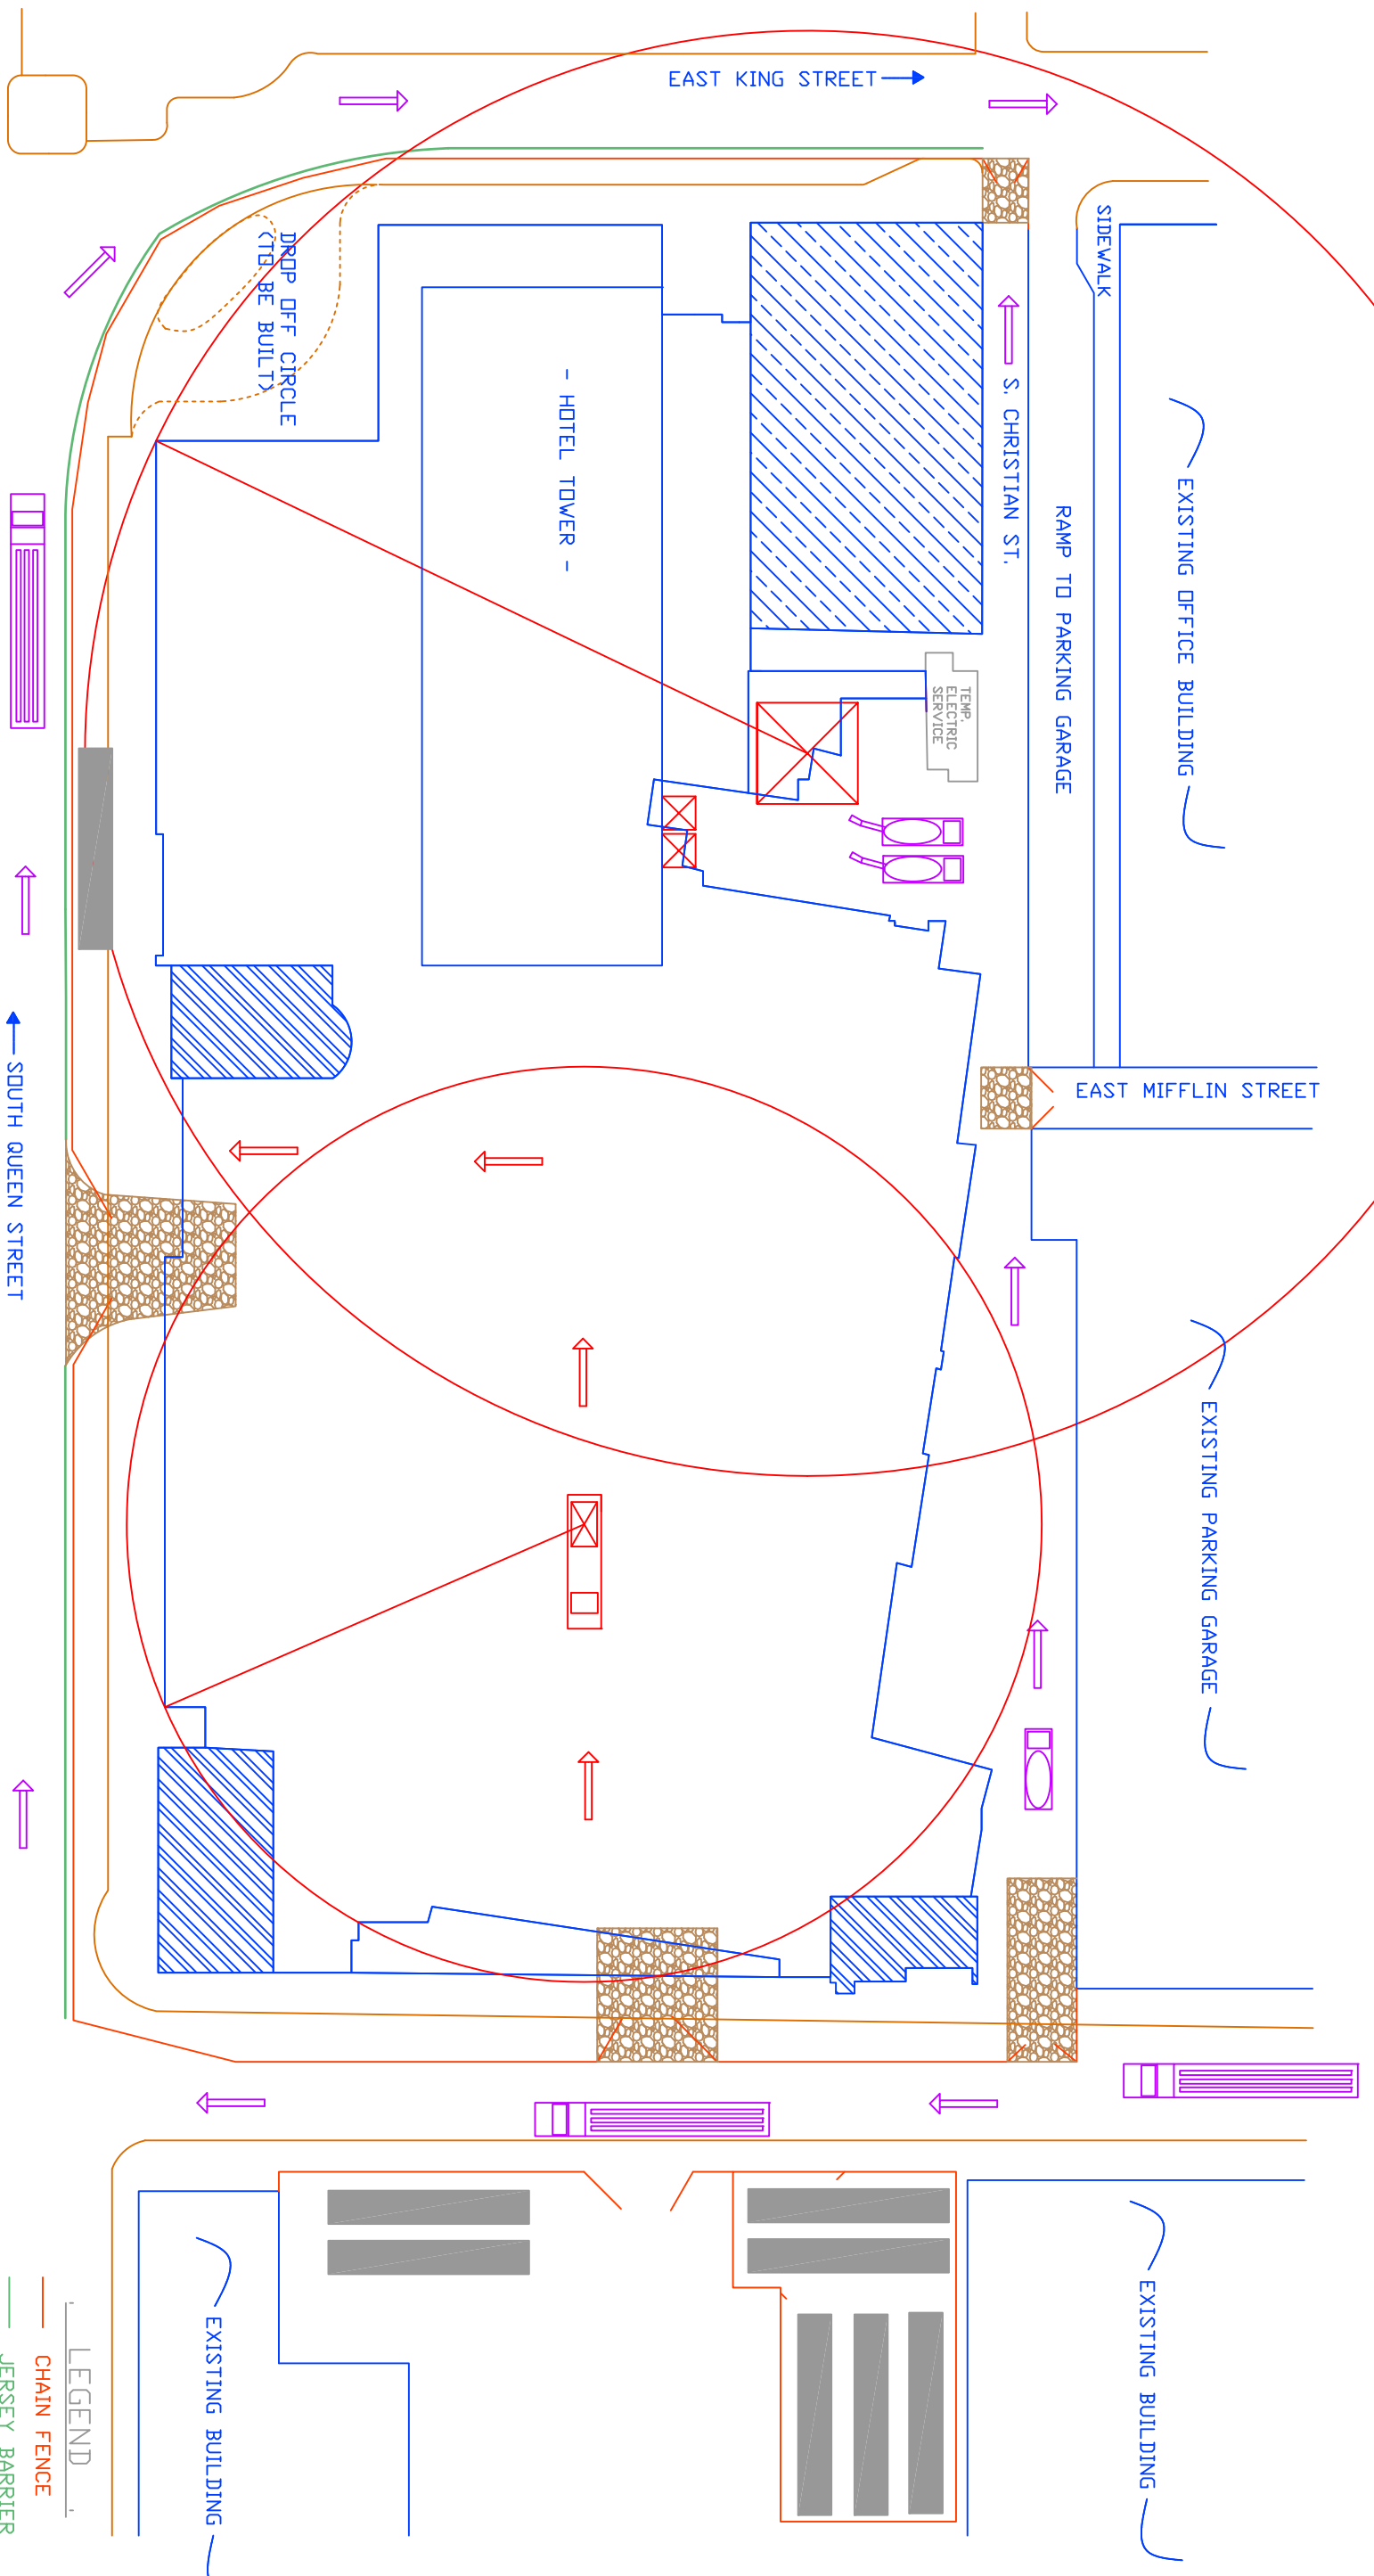 EAST KING STREET
SIDEWALK
DROP OFF CIRCLE
(TO BE BUILT)
- HOTEL TOWER -
S. CHRISTIAN ST.
RAMP TO PARKING GARAGE
EXISTING OFFICE BUILDING
TEMP.
ELECTRIC
SERVICE
EAST MIFFLIN STREET
SOUTH QUEEN STREET
EXISTING PARKING GARAGE
EXISTING BUILDING
EXISTING BUILDING
LEGEND
CHAIN FENCE
JERSEY BARRIER